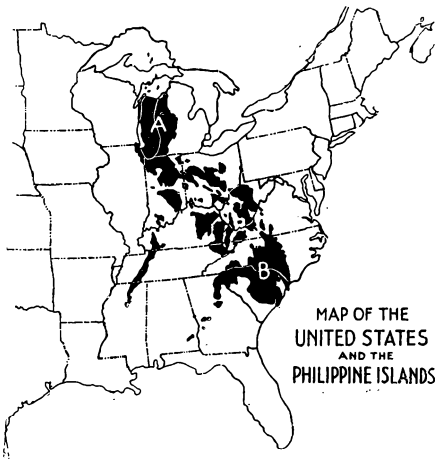 A
B
MAP OF THE
UNITED STATES
AND THE
PHILIPPINE ISLANDS